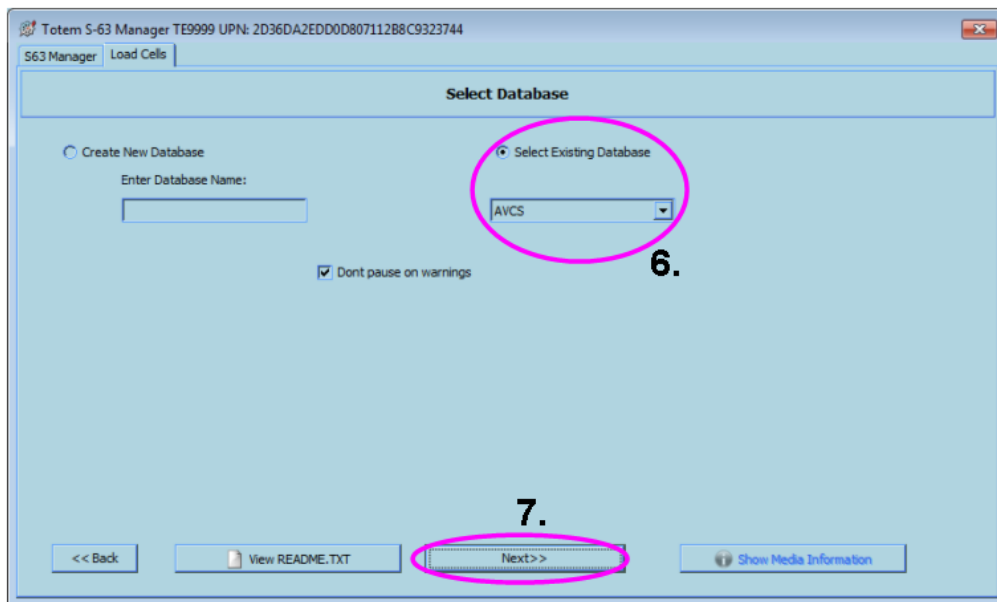 Totem S-63 Manager TE9999 UPN: 2D36DA2EDD0D807112B8C9323744
S63 Manager Load Cells
Select Database
Create New Database Select Existing Database
Enter Database Name:
AVCS
6.
Dont pause on warnings
7.
<< Back View README.TXT Next>> Show Media Information